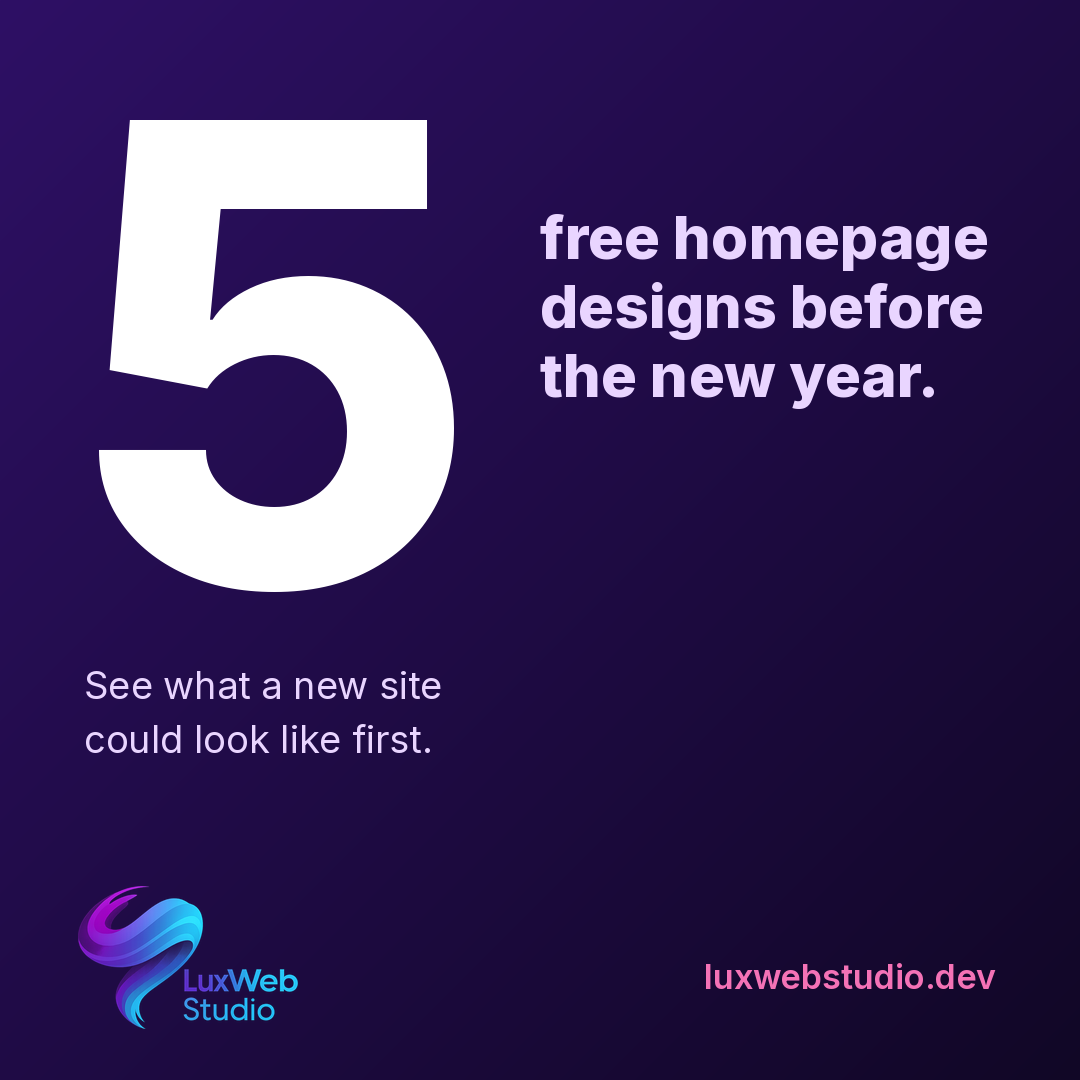 5
free homepage
designs before
the new year.
See what a new site
could look like first.
LuxWeb
Studio
luxwebstudio.dev